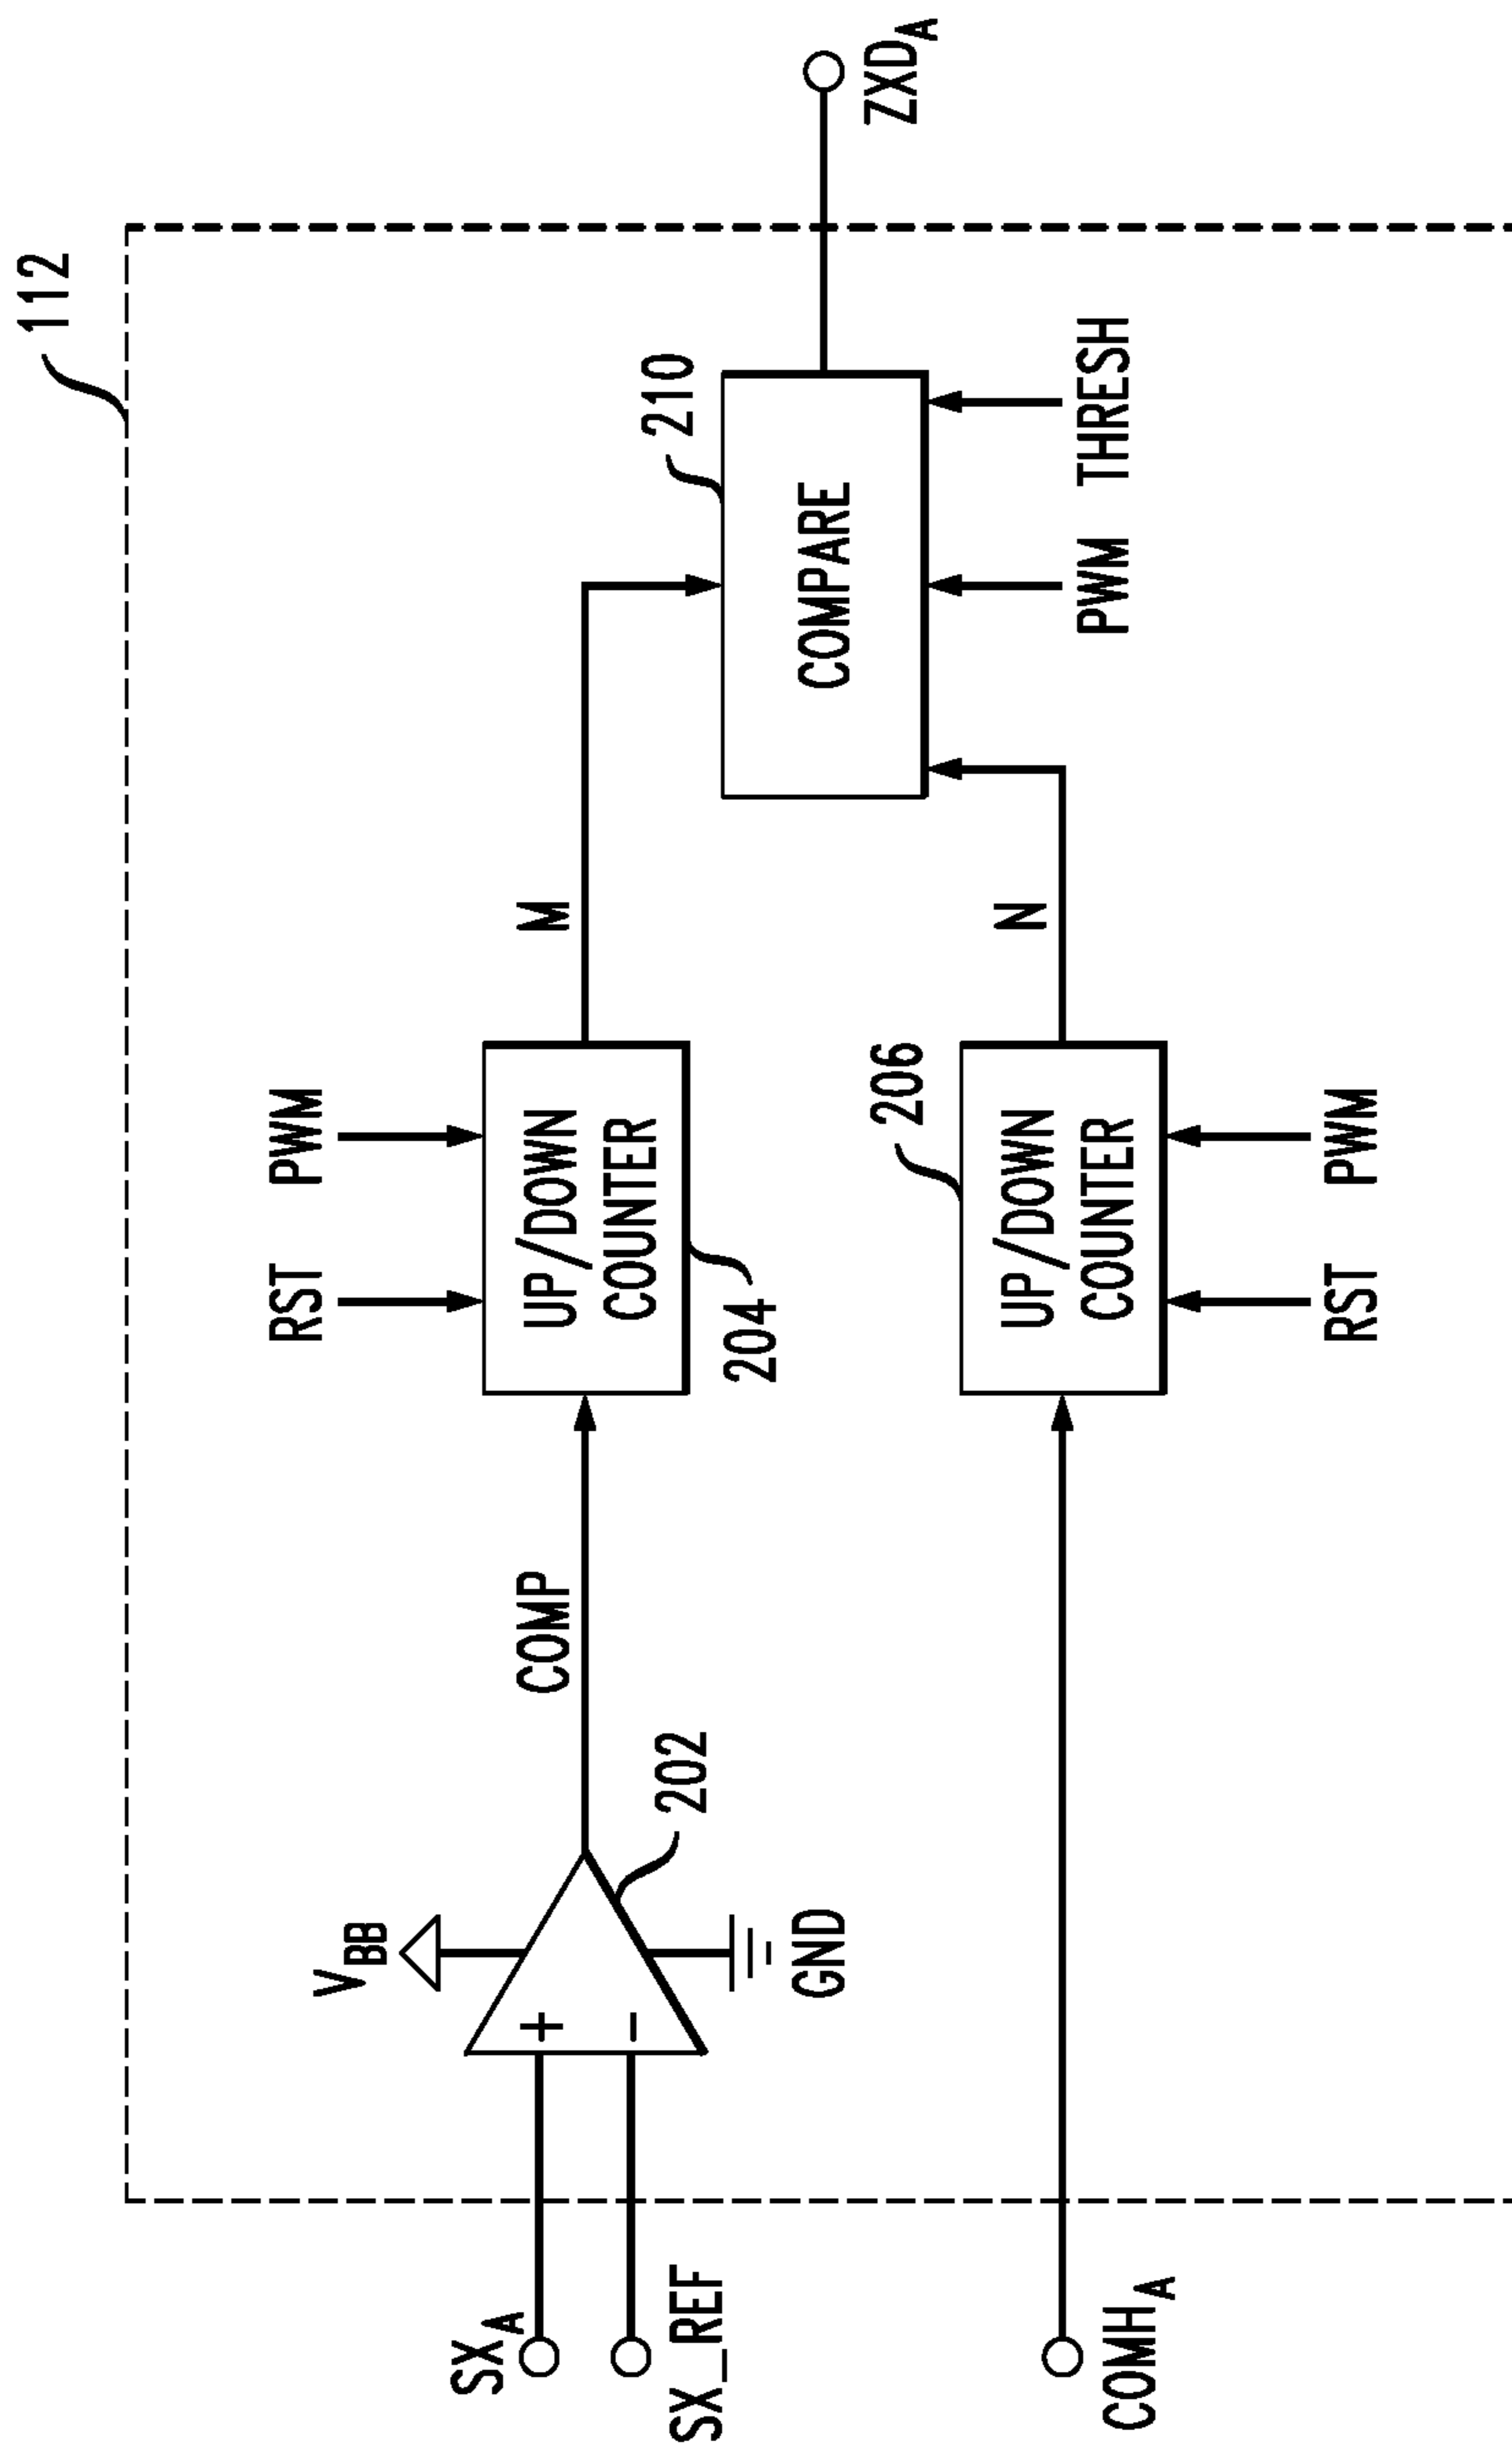 112
V_BB
SX_A
+
−
SX_REF
202
GND
COMP
RST
PWM
UP/DOWN
COUNTER
204
M
210
COMPARE
PWM
THRESH
ZXD_A
COMH_A
206
UP/DOWN
COUNTER
RST
PWM
N